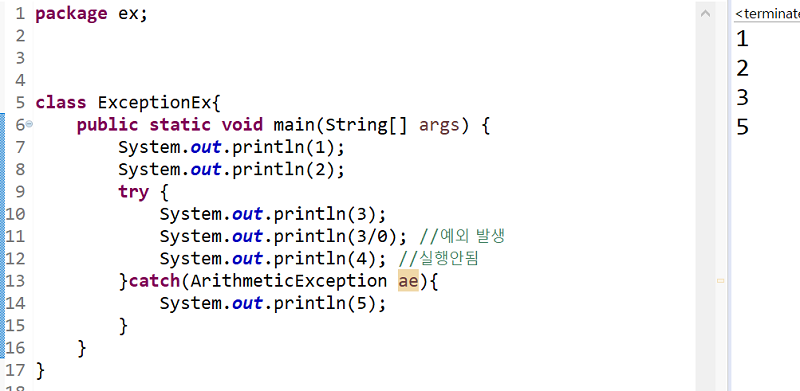 1 package ex;
2
3
4
5 class ExceptionEx{
6 public static void main(String[] args) {
7 System.out.println(1);
8 System.out.println(2);
9 try {
10 System.out.println(3);
11 System.out.println(3/0); //예외 발생
12 System.out.println(4); //실행안됨
13 }catch(ArithmeticException ae){
14 System.out.println(5);
15 }
16 }
17 }
<terminate
1
2
3
5